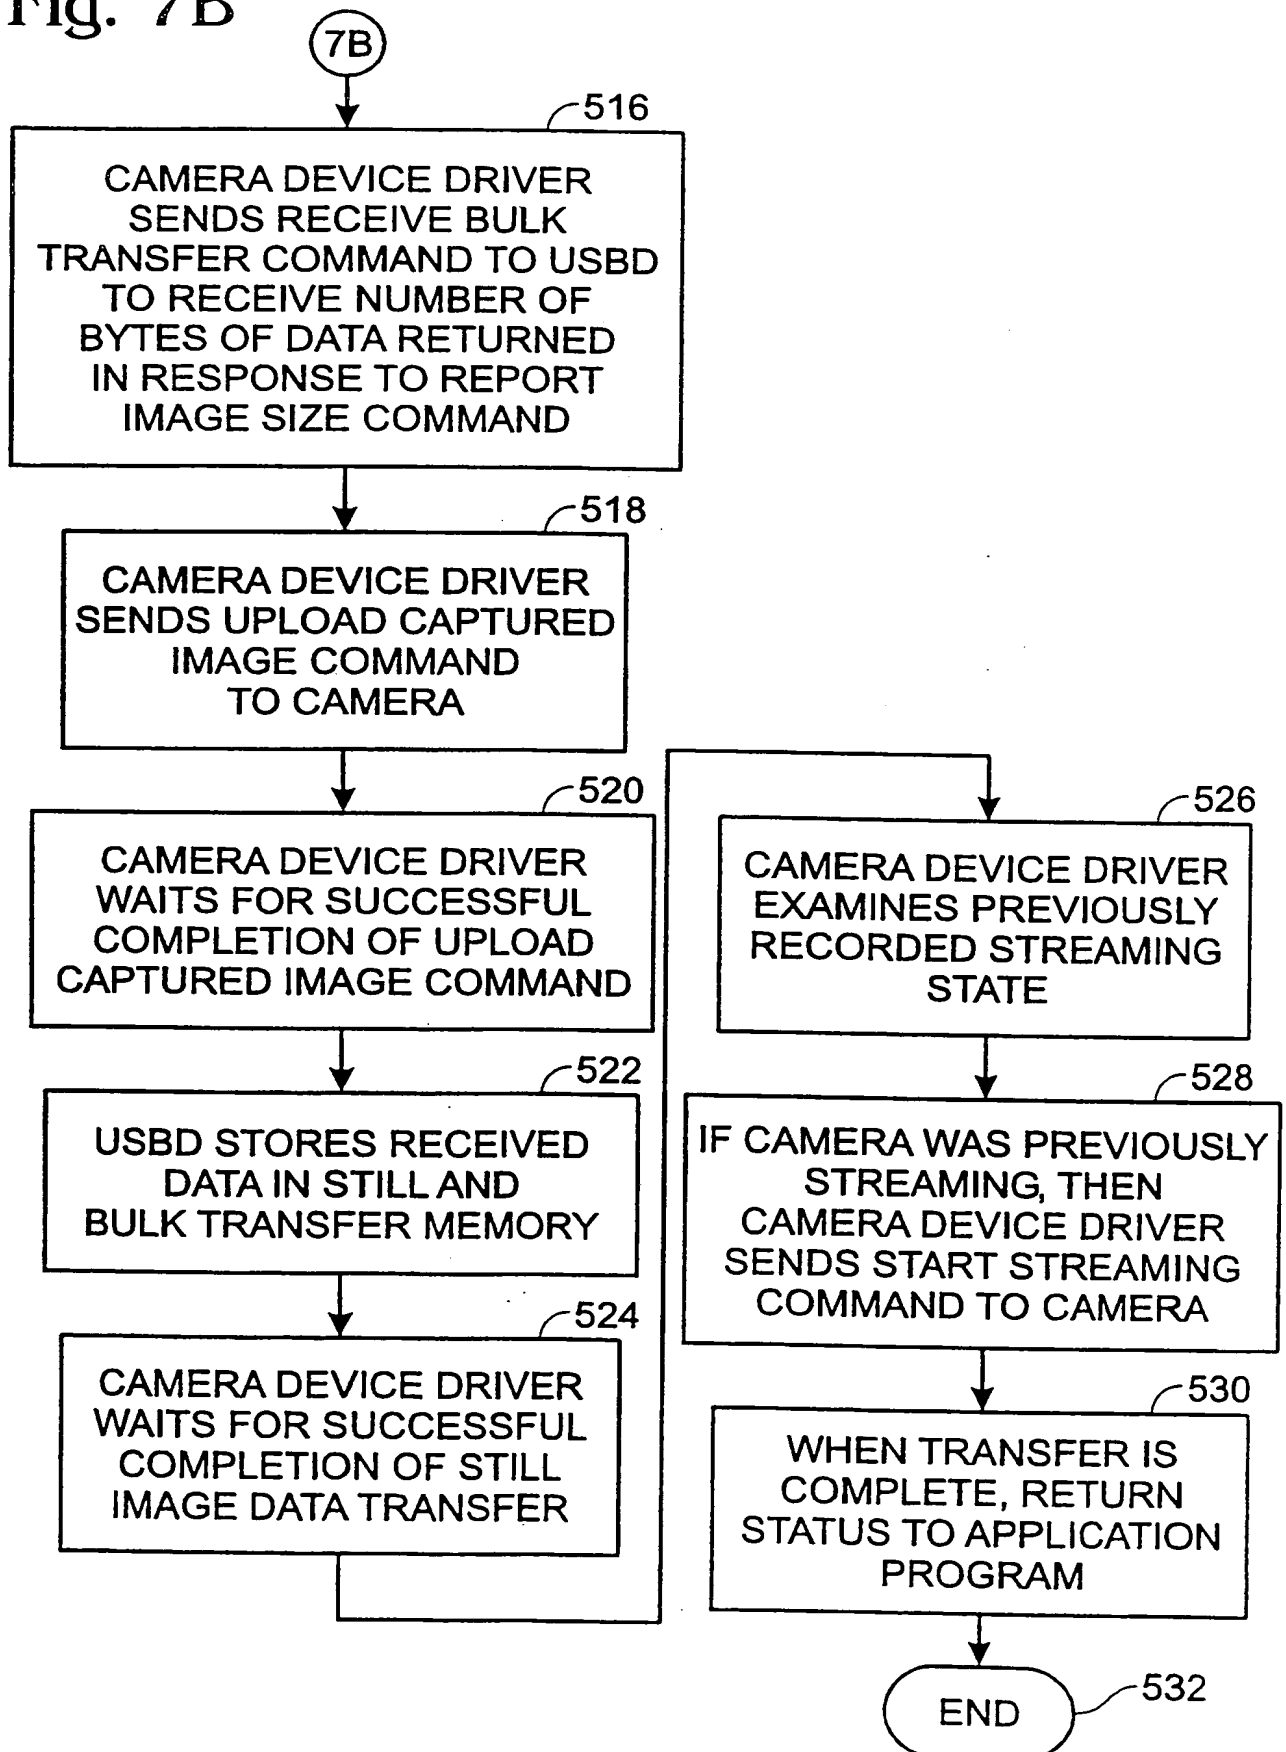 Fig. 7B
7B
516
CAMERA DEVICE DRIVER
SENDS RECEIVE BULK
TRANSFER COMMAND TO USBD
TO RECEIVE NUMBER OF
BYTES OF DATA RETURNED
IN RESPONSE TO REPORT
IMAGE SIZE COMMAND
518
CAMERA DEVICE DRIVER
SENDS UPLOAD CAPTURED
IMAGE COMMAND
TO CAMERA
520
CAMERA DEVICE DRIVER
WAITS FOR SUCCESSFUL
COMPLETION OF UPLOAD
CAPTURED IMAGE COMMAND
522
USBD STORES RECEIVED
DATA IN STILL AND
BULK TRANSFER MEMORY
524
CAMERA DEVICE DRIVER
WAITS FOR SUCCESSFUL
COMPLETION OF STILL
IMAGE DATA TRANSFER
526
CAMERA DEVICE DRIVER
EXAMINES PREVIOUSLY
RECORDED STREAMING
STATE
528
IF CAMERA WAS PREVIOUSLY
STREAMING, THEN
CAMERA DEVICE DRIVER
SENDS START STREAMING
COMMAND TO CAMERA
530
WHEN TRANSFER IS
COMPLETE, RETURN
STATUS TO APPLICATION
PROGRAM
532
END